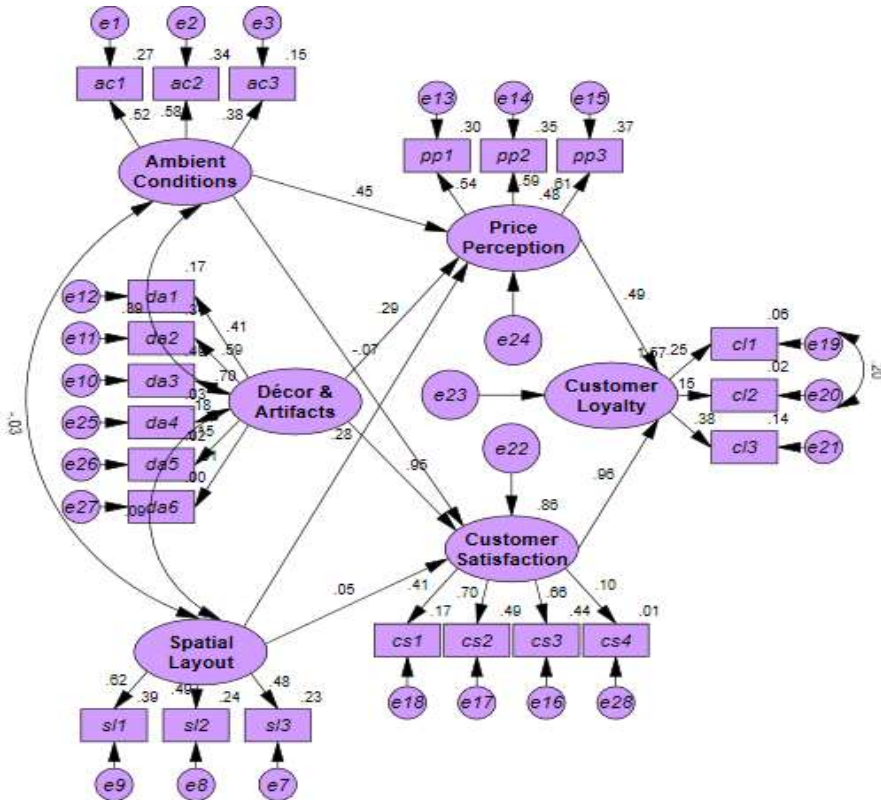 e1 e2 e3
.27 .34 .15
ac1 ac2 ac3
.52 .58 .38
Ambient
Conditions
e13 e14 e15
.30 .35 .37
pp1 pp2 pp3
.54 .59 .61
.48
Price
Perception
.45
e24
.17
e12 da1
.39
.41
e11 da2
.59
e10 da3
.70
.03
e25 da4
.18
e26 da5
.02
.00
e27 da6
.09
Décor &
Artifacts
.29
-.07
.28
.95
-.03
.49
e23
Customer
Loyalty
.25
.15
.38
.06
cl1 e19
.02
cl2 e20
.14
cl3 e21
.20
e22
.86
.96
Customer
Satisfaction
.05
.41 .70 .66 .10
.17 .49 .44 .01
cs1 cs2 cs3 cs4
e18 e17 e16 e28
Spatial
Layout
.62 .49 .48
.39 .24 .23
sl1 sl2 sl3
e9 e8 e7